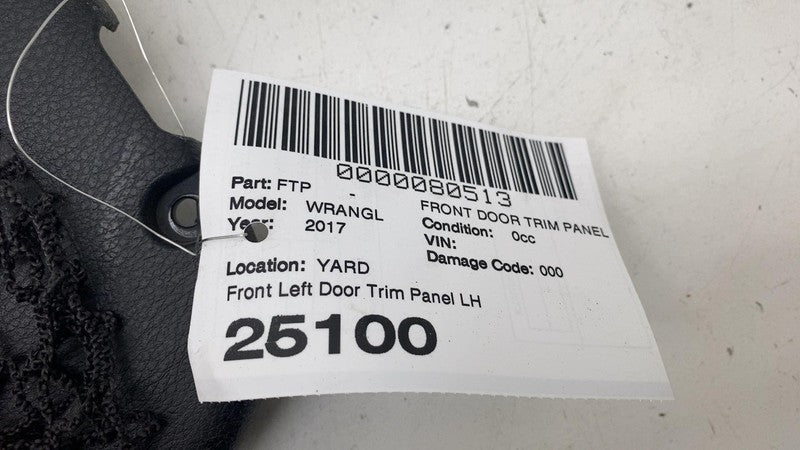 0000080513
Part: FTP - FRONT DOOR TRIM PANEL
Model: WRANGL Condition: 0cc
Year: 2017 VIN:
Damage Code: 000
Location: YARD
Front Left Door Trim Panel LH
25100